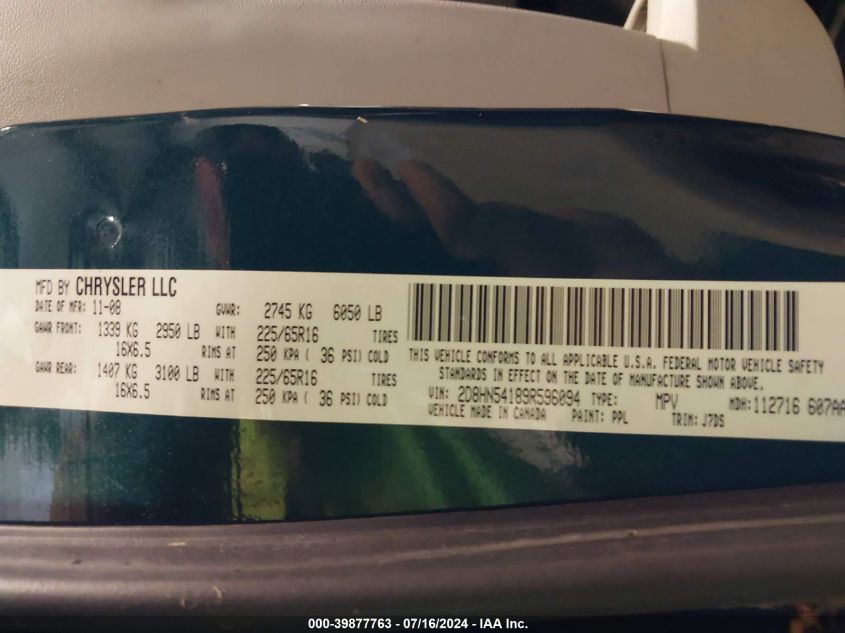 MFD BY CHRYSLER LLC
DATE OF MFR: 11-08 GVWR: 2745 KG 6050 LB
GAWR FRONT: 1339 KG 2950 LB WITH 225/65R16 TIRES
16X6.5 RIMS AT 250 KPA ( 36 PSI) COLD
GAWR REAR: 1407 KG 3100 LB WITH 225/65R16 TIRES
16X6.5 RIMS AT 250 KPA ( 36 PSI) COLD
THIS VEHICLE CONFORMS TO ALL APPLICABLE U.S.A. FEDERAL MOTOR VEHICLE SAFETY
STANDARDS IN EFFECT ON THE DATE OF MANUFACTURE SHOWN ABOVE.
VIN: 2D8HN54189R596094 TYPE: MPV MDH:112716 607AA
VEHICLE MADE IN CANADA PAINT: PPL TRIM: J7DS
000-39877763 - 07/16/2024 - IAA Inc.